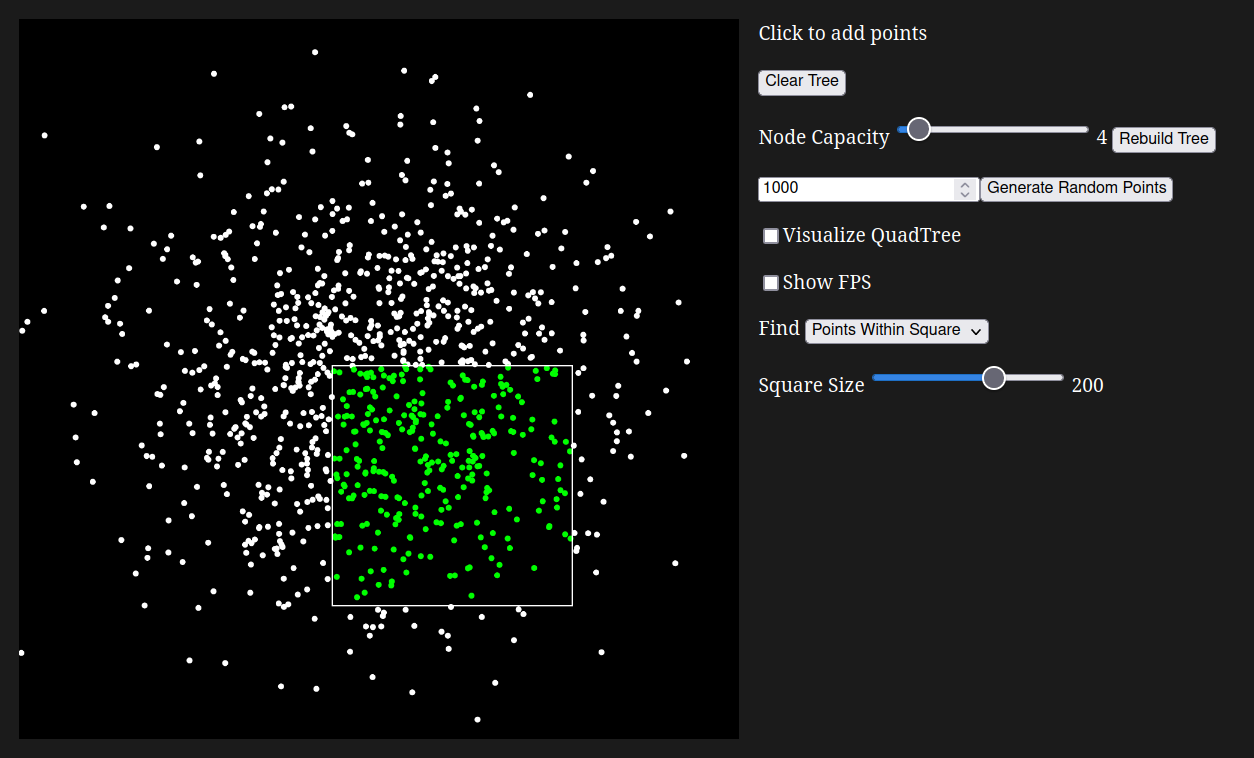 Click to add points
Clear Tree
Node Capacity 4 Rebuild Tree
1000 Generate Random Points
Visualize QuadTree
Show FPS
Find Points Within Square
Square Size 200